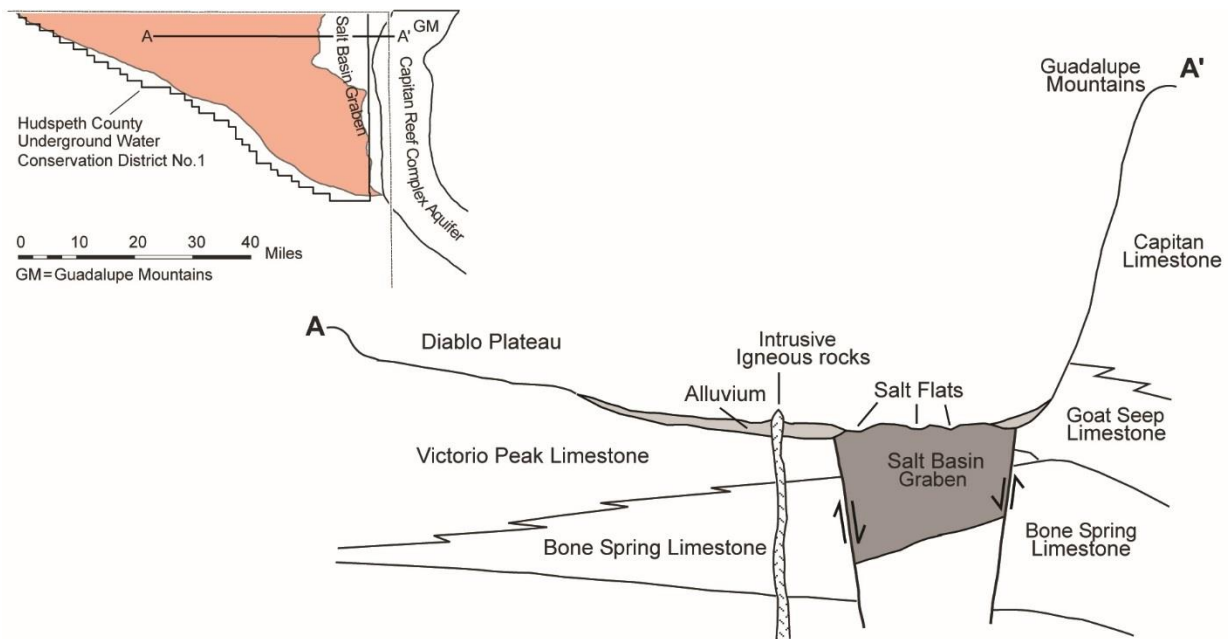 A
A'
GM
Salt Basin
Graben
Capitan Reef Complex Aquifer
Hudspeth County
Underground Water
Conservation District No.1
0 10 20 30 40
Miles
GM=Guadalupe Mountains
Guadalupe
Mountains
A'
Capitan
Limestone
A
Diablo Plateau
Intrusive
Igneous rocks
Alluvium
Salt Flats
Goat Seep
Limestone
Victorio Peak Limestone
Salt Basin
Graben
Bone Spring Limestone
Bone Spring
Limestone